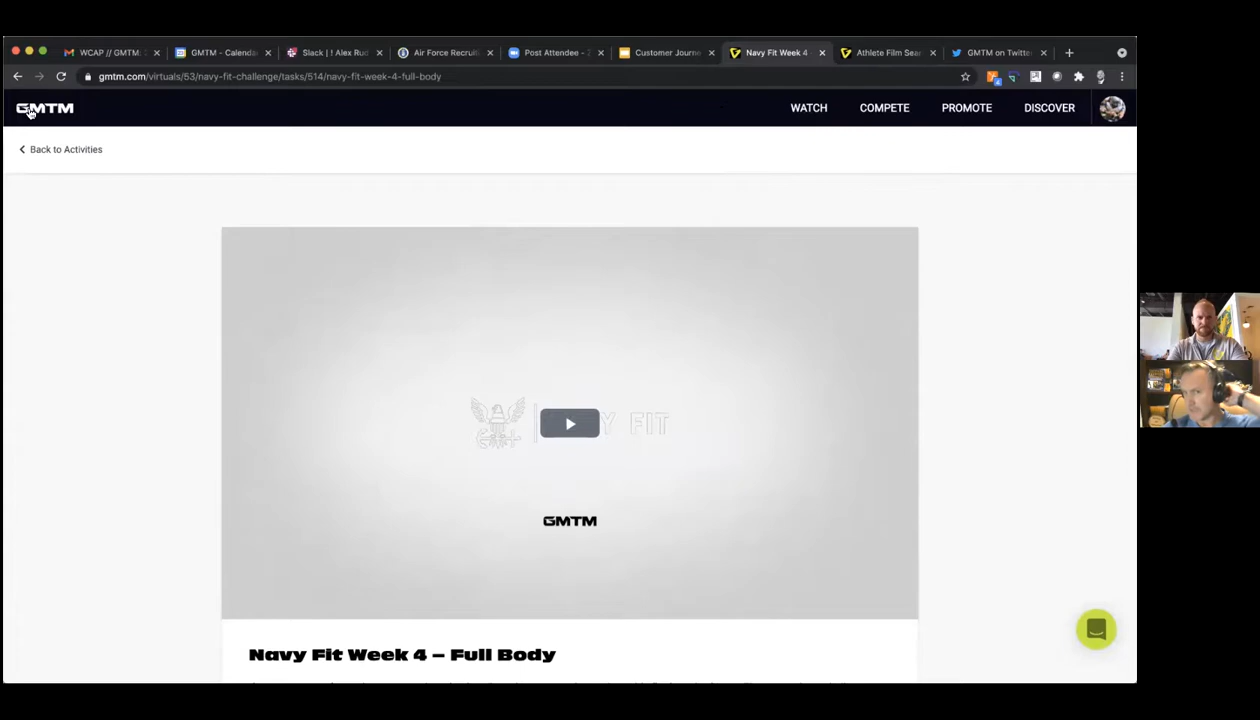 WCAP // GMTM:
GMTM - Calenda
Slack | ! Alex Rud
Air Force Recruit
Post Attendee - Z
Customer Journe
Navy Fit Week 4
Athlete Film Sear
GMTM on Twitte
gmtm.com/virtuals/53/navy-fit-challenge/tasks/514/navy-fit-week-4-full-body
GMTM
WATCH
COMPETE
PROMOTE
DISCOVER
Back to Activities
Y FIT
GMTM
Navy Fit Week 4 – Full Body